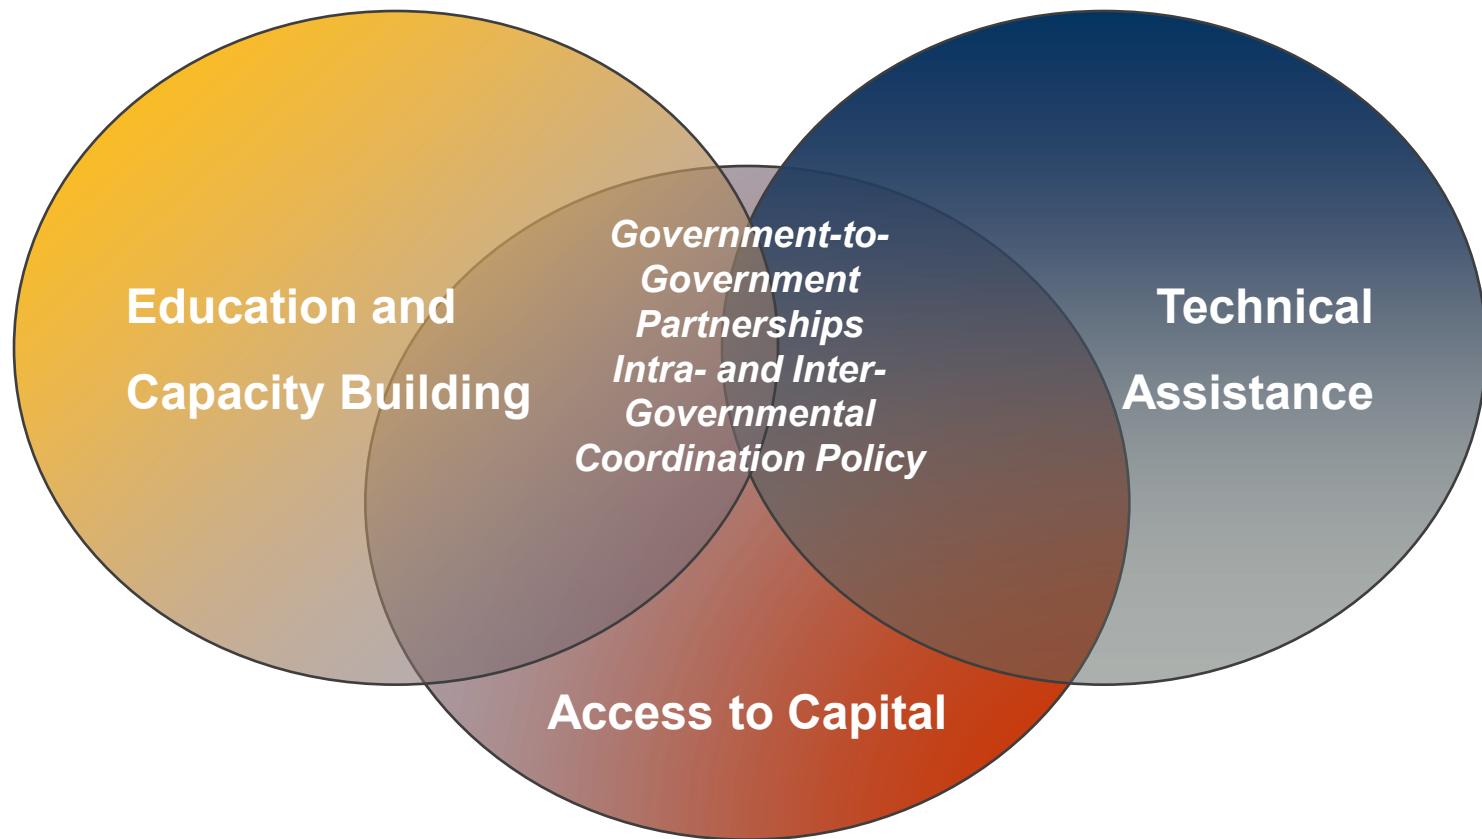 Education and
Capacity Building
Government-to-
Government
Partnerships
Intra- and Inter-
Governmental
Coordination Policy
Technical
Assistance
Access to Capital